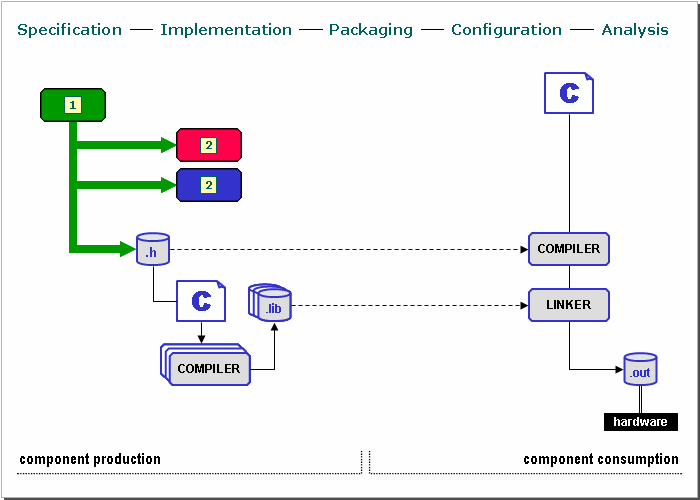 Specification — Implementation — Packaging — Configuration — Analysis
1
C
2
2
.h
COMPILER
C
.lib
LINKER
COMPILER
.out
hardware
component production
component consumption